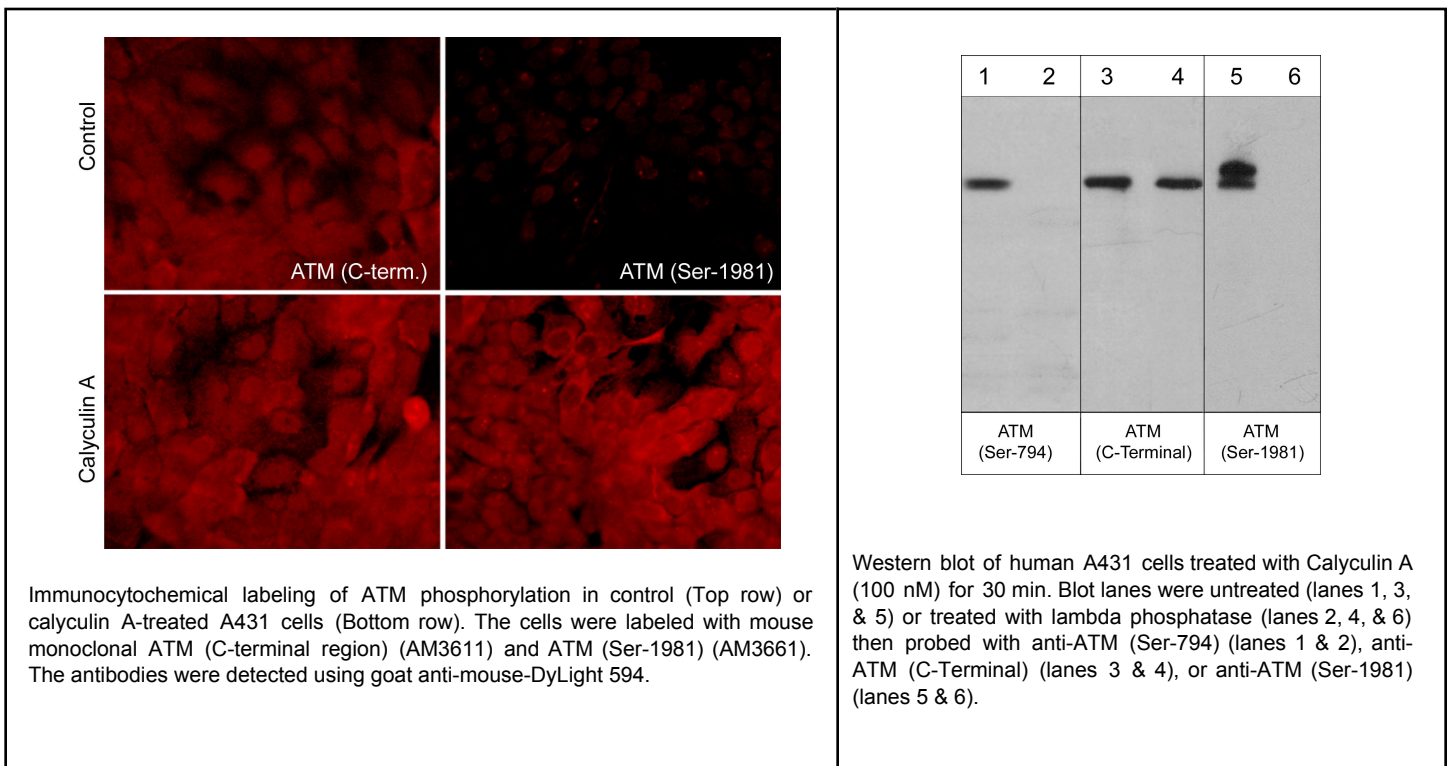 Control
ATM (C-term.)
ATM (Ser-1981)
Calyculin A
Immunocytochemical labeling of ATM phosphorylation in control (Top row) or
calyculin A-treated A431 cells (Bottom row). The cells were labeled with mouse
monoclonal ATM (C-terminal region) (AM3611) and ATM (Ser-1981) (AM3661).
The antibodies were detected using goat anti-mouse-DyLight 594.
1 2 3 4 5 6
ATM
(Ser-794)
ATM
(C-Terminal)
ATM
(Ser-1981)
Western blot of human A431 cells treated with Calyculin A
(100 nM) for 30 min. Blot lanes were untreated (lanes 1, 3,
& 5) or treated with lambda phosphatase (lanes 2, 4, & 6)
then probed with anti-ATM (Ser-794) (lanes 1 & 2), anti-
ATM (C-Terminal) (lanes 3 & 4), or anti-ATM (Ser-1981)
(lanes 5 & 6).